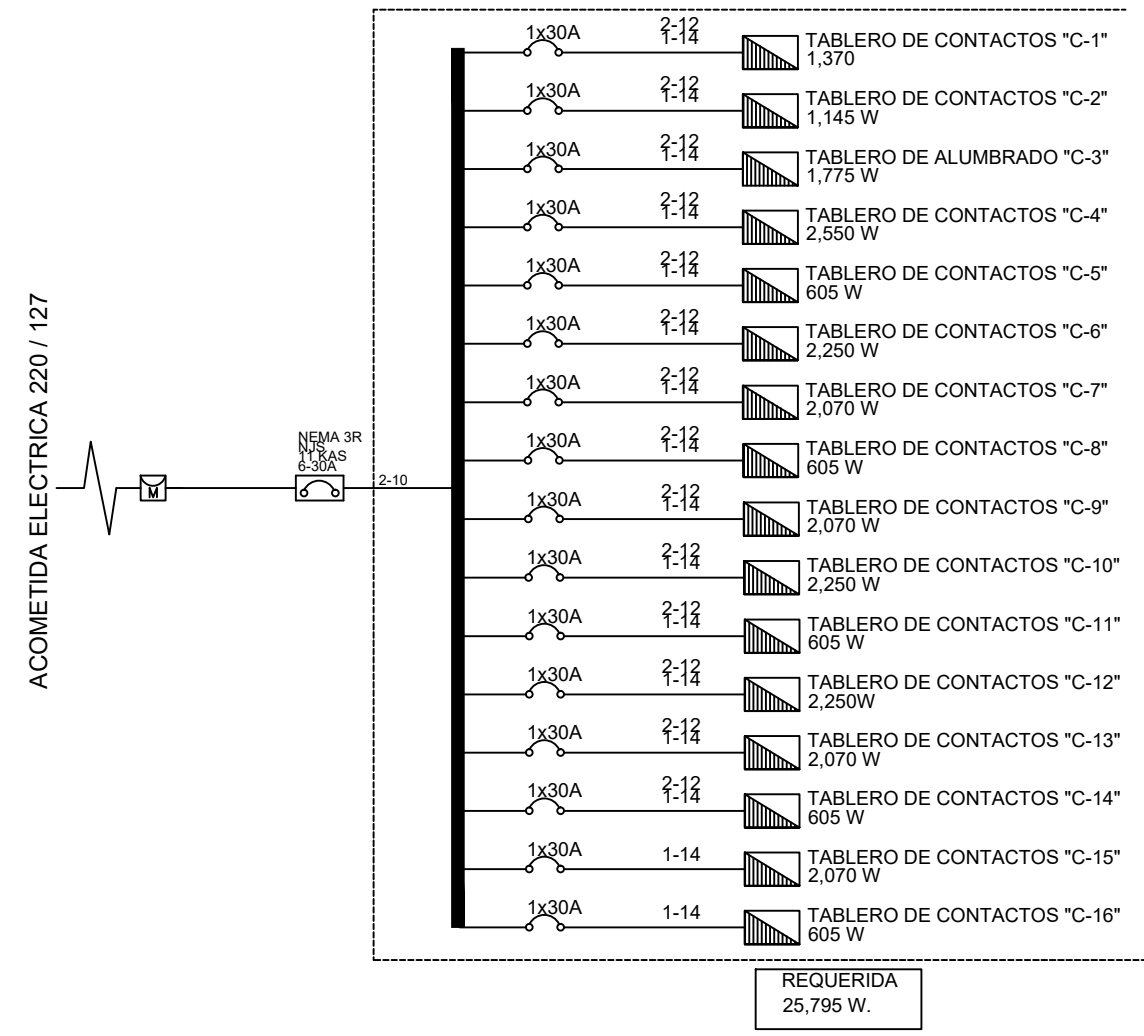 ACOMETIDA ELECTRICA 220 / 127
NEMA 3R
NJS
11 KAS
6-30A
2-10
1x30A
2-12
1-14
TABLERO DE CONTACTOS "C-1"
1,370
1x30A
2-12
1-14
TABLERO DE CONTACTOS "C-2"
1,145 W
1x30A
2-12
1-14
TABLERO DE ALUMBRADO "C-3"
1,775 W
1x30A
2-12
1-14
TABLERO DE CONTACTOS "C-4"
2,550 W
1x30A
2-12
1-14
TABLERO DE CONTACTOS "C-5"
605 W
1x30A
2-12
1-14
TABLERO DE CONTACTOS "C-6"
2,250 W
1x30A
2-12
1-14
TABLERO DE CONTACTOS "C-7"
2,070 W
1x30A
2-12
1-14
TABLERO DE CONTACTOS "C-8"
605 W
1x30A
2-12
1-14
TABLERO DE CONTACTOS "C-9"
2,070 W
1x30A
2-12
1-14
TABLERO DE CONTACTOS "C-10"
2,250 W
1x30A
2-12
1-14
TABLERO DE CONTACTOS "C-11"
605 W
1x30A
2-12
1-14
TABLERO DE CONTACTOS "C-12"
2,250W
1x30A
2-12
1-14
TABLERO DE CONTACTOS "C-13"
2,070 W
1x30A
2-12
1-14
TABLERO DE CONTACTOS "C-14"
605 W
1x30A
1-14
TABLERO DE CONTACTOS "C-15"
2,070 W
1x30A
1-14
TABLERO DE CONTACTOS "C-16"
605 W
REQUERIDA
25,795 W.
M